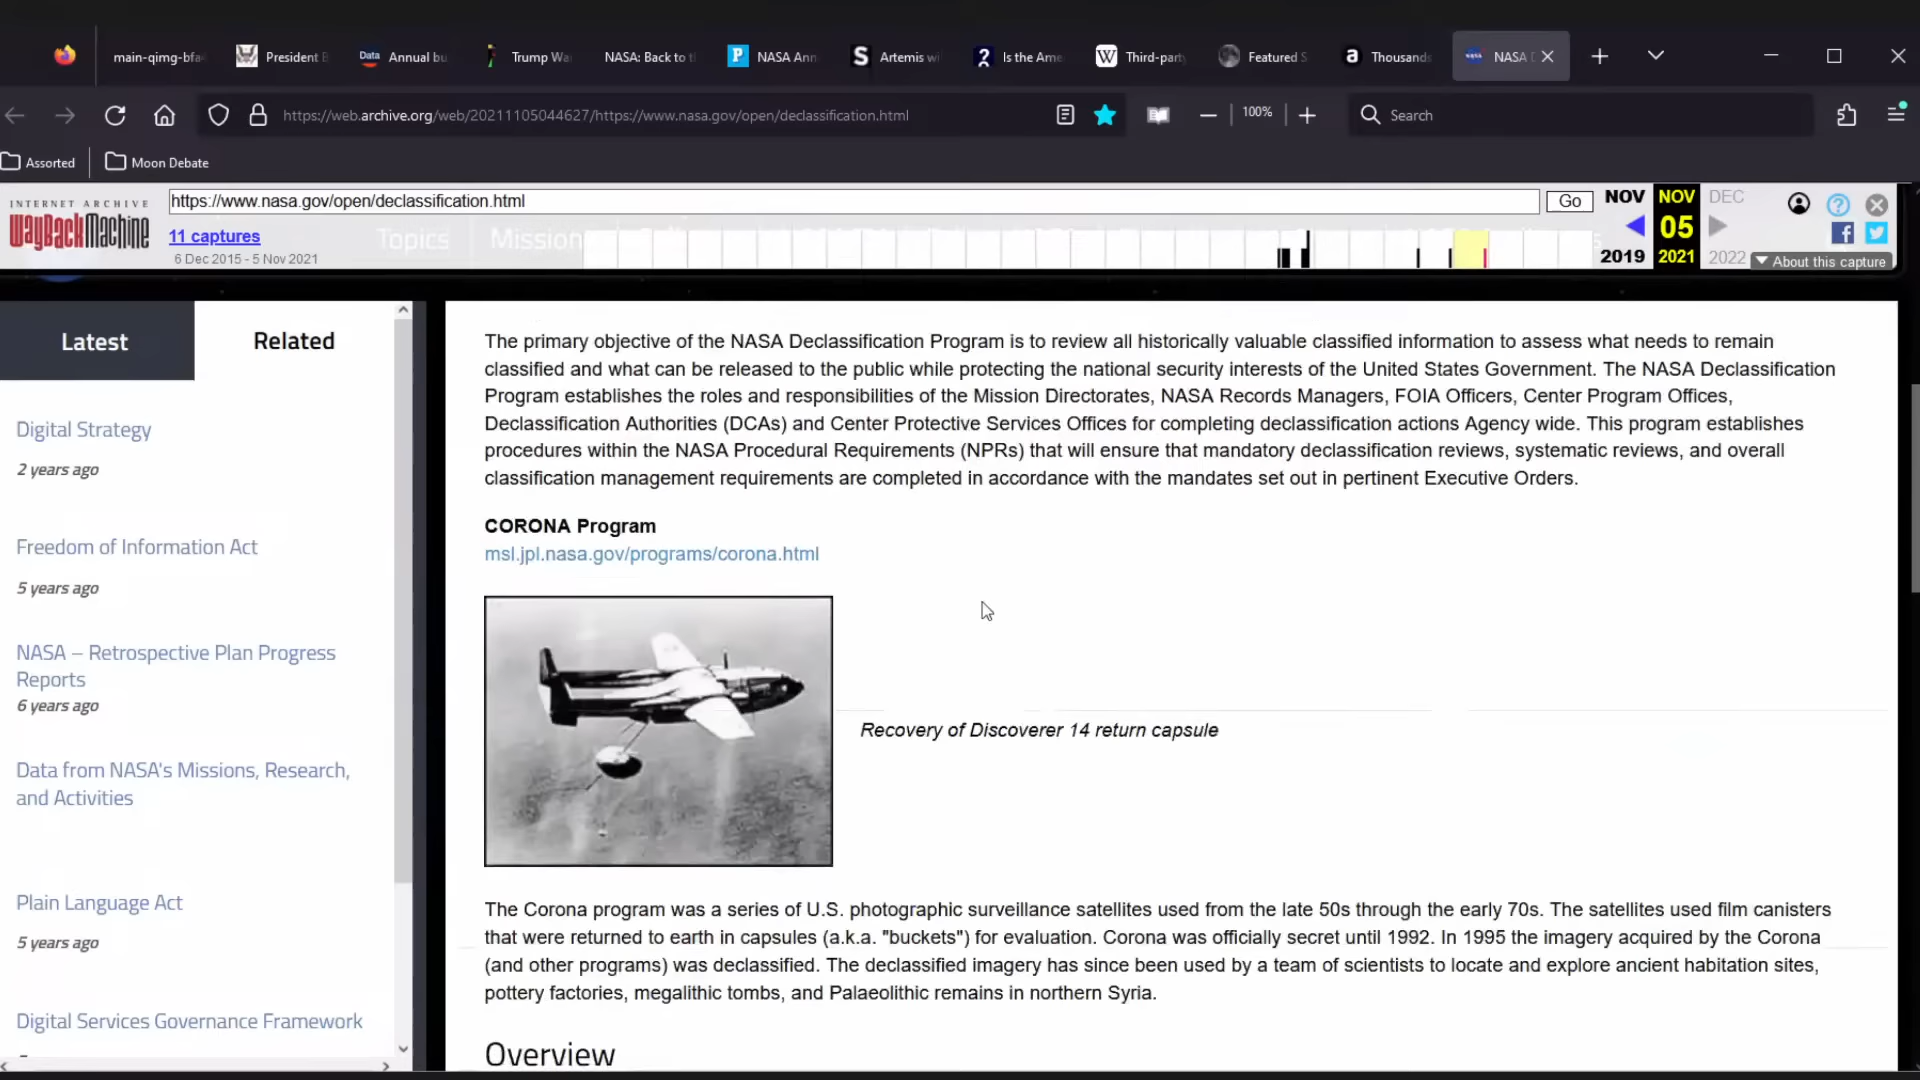 main-qimg-bfa
President B
Data Annual bu
Trump Wa
NASA: Back to t
P NASA Ann
S Artemis wi
Is the Ame
W Third-party
Featured S
a Thousands
NASA D
https://web.archive.org/web/20211105044627/https://www.nasa.gov/open/declassification.html
100%
Search
Assorted
Moon Debate
INTERNET ARCHIVE
WayBackMachine
https://www.nasa.gov/open/declassification.html
Go
NOV
NOV
DEC
11 captures
6 Dec 2015 - 5 Nov 2021
Topics
Mission
05
2019
2021
2022
About this capture
Latest
Related
Digital Strategy
2 years ago
Freedom of Information Act
5 years ago
NASA – Retrospective Plan Progress
Reports
6 years ago
Data from NASA's Missions, Research,
and Activities
Plain Language Act
5 years ago
Digital Services Governance Framework
The primary objective of the NASA Declassification Program is to review all historically valuable classified information to assess what needs to remain
classified and what can be released to the public while protecting the national security interests of the United States Government. The NASA Declassification
Program establishes the roles and responsibilities of the Mission Directorates, NASA Records Managers, FOIA Officers, Center Program Offices,
Declassification Authorities (DCAs) and Center Protective Services Offices for completing declassification actions Agency wide. This program establishes
procedures within the NASA Procedural Requirements (NPRs) that will ensure that mandatory declassification reviews, systematic reviews, and overall
classification management requirements are completed in accordance with the mandates set out in pertinent Executive Orders.
CORONA Program
msl.jpl.nasa.gov/programs/corona.html
Recovery of Discoverer 14 return capsule
The Corona program was a series of U.S. photographic surveillance satellites used from the late 50s through the early 70s. The satellites used film canisters
that were returned to earth in capsules (a.k.a. "buckets") for evaluation. Corona was officially secret until 1992. In 1995 the imagery acquired by the Corona
(and other programs) was declassified. The declassified imagery has since been used by a team of scientists to locate and explore ancient habitation sites,
pottery factories, megalithic tombs, and Palaeolithic remains in northern Syria.
Overview